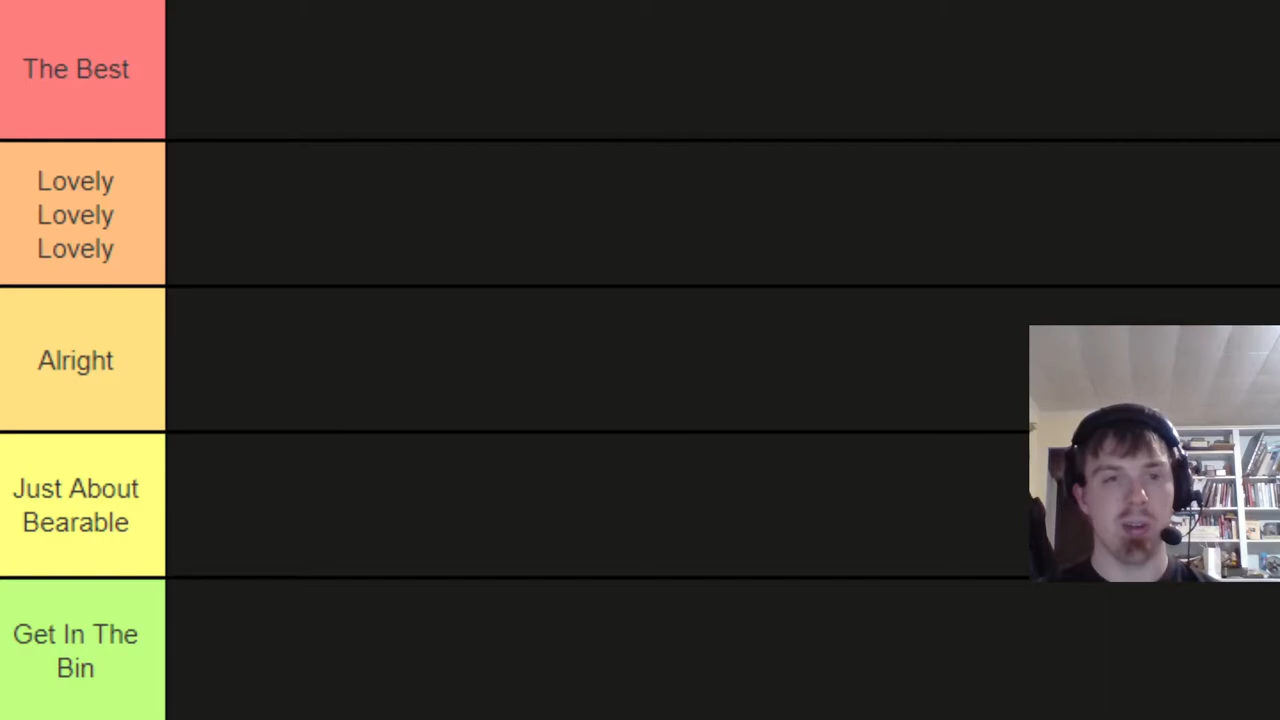 The Best
Lovely
Lovely
Lovely
Alright
Just About
Bearable
Get In The
Bin